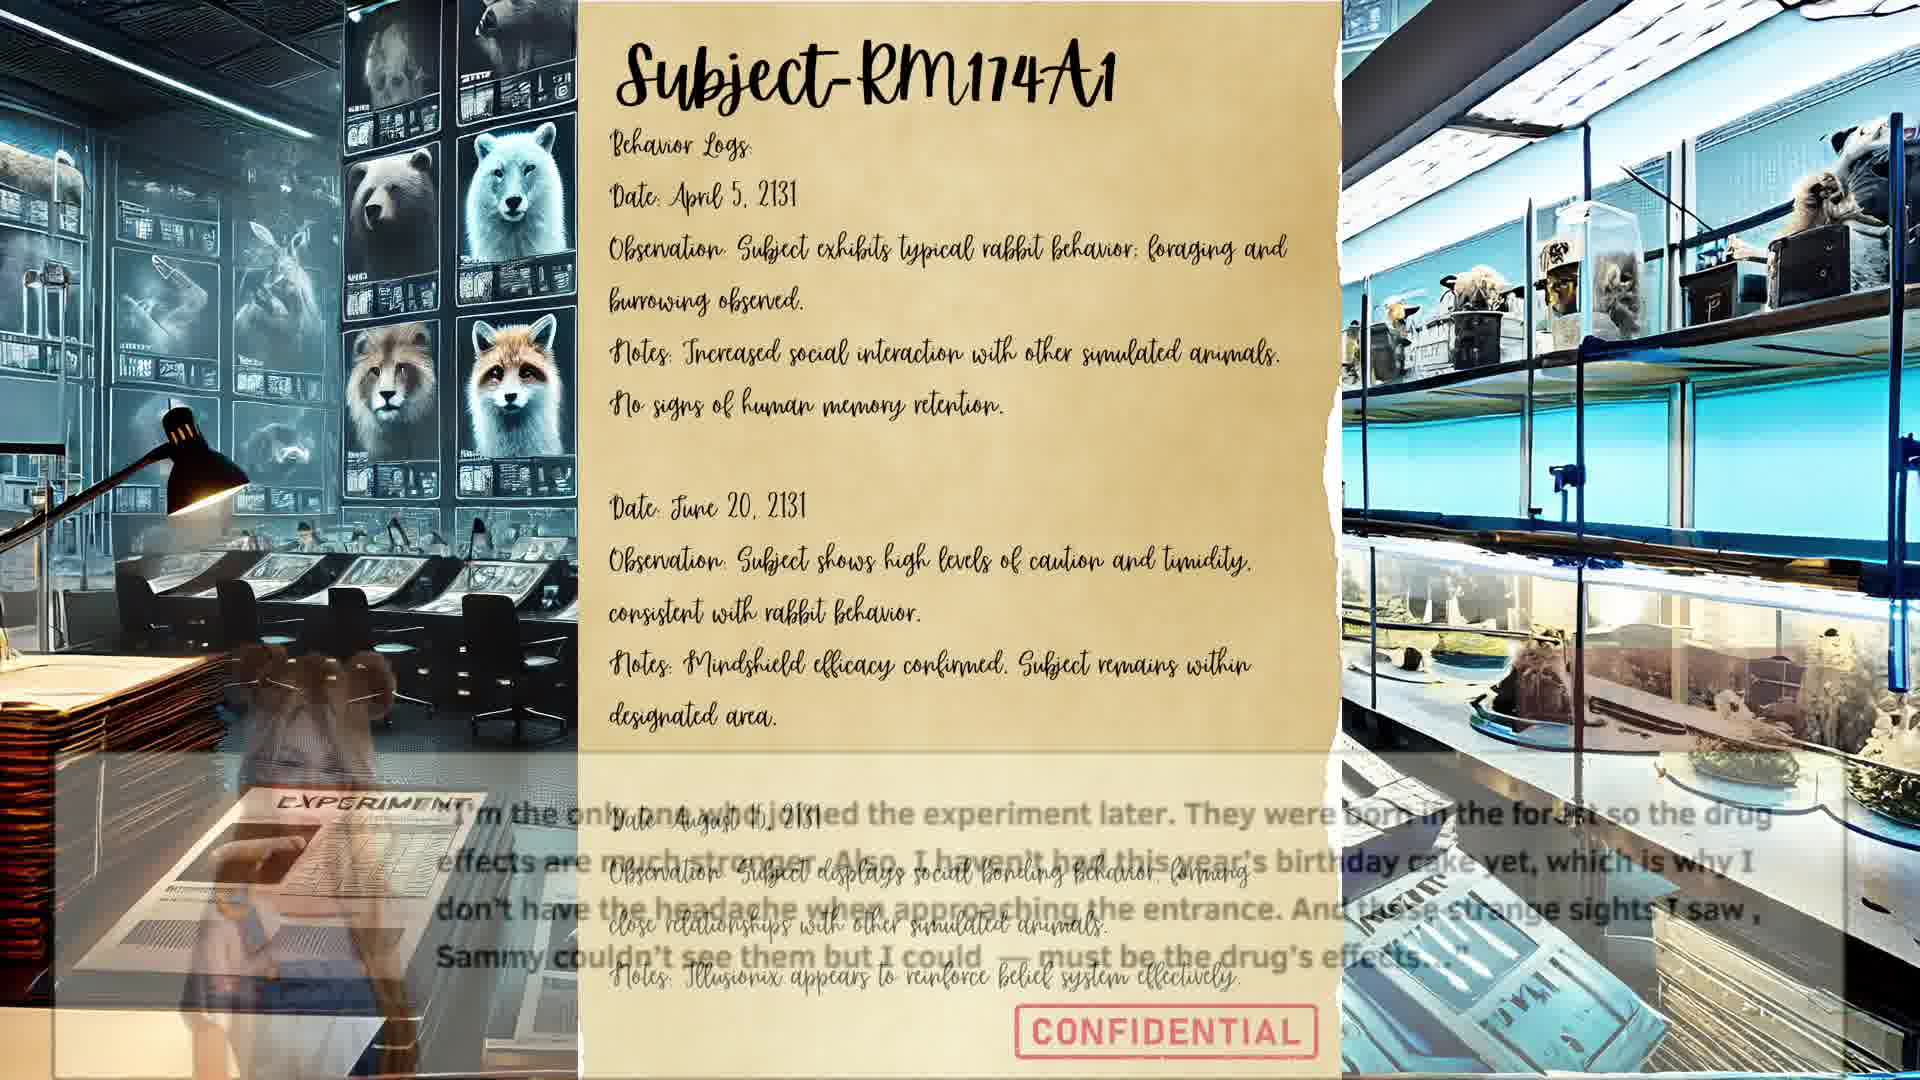 Subject-RM174A1
Behavior Logs:
Date: April 5, 2131
Observation: Subject exhibits typical rabbit behavior; foraging and
burrowing observed.
Notes: Increased social interaction with other simulated animals.
No signs of human memory retention.
Date: June 20, 2131
Observation: Subject shows high levels of caution and timidity,
consistent with rabbit behavior.
Notes: Mindshield efficacy confirmed. Subject remains within
designated area.
Date: August 15, 2131
Observation: Subject displays social bonding behavior, forming
close relationships with other simulated animals.
Notes: Illusionix appears to reinforce belief system effectively.
CONFIDENTIAL
EXPERIMENT
"I'm the only one who joined the experiment later. They were born in the forest so the drug
effects are much stronger. Also, I haven't had this year's birthday cake yet, which is why I
don't have the headache when approaching the entrance. And those strange sights I saw ,
Sammy couldn't see them but I could — must be the drug's effects..."